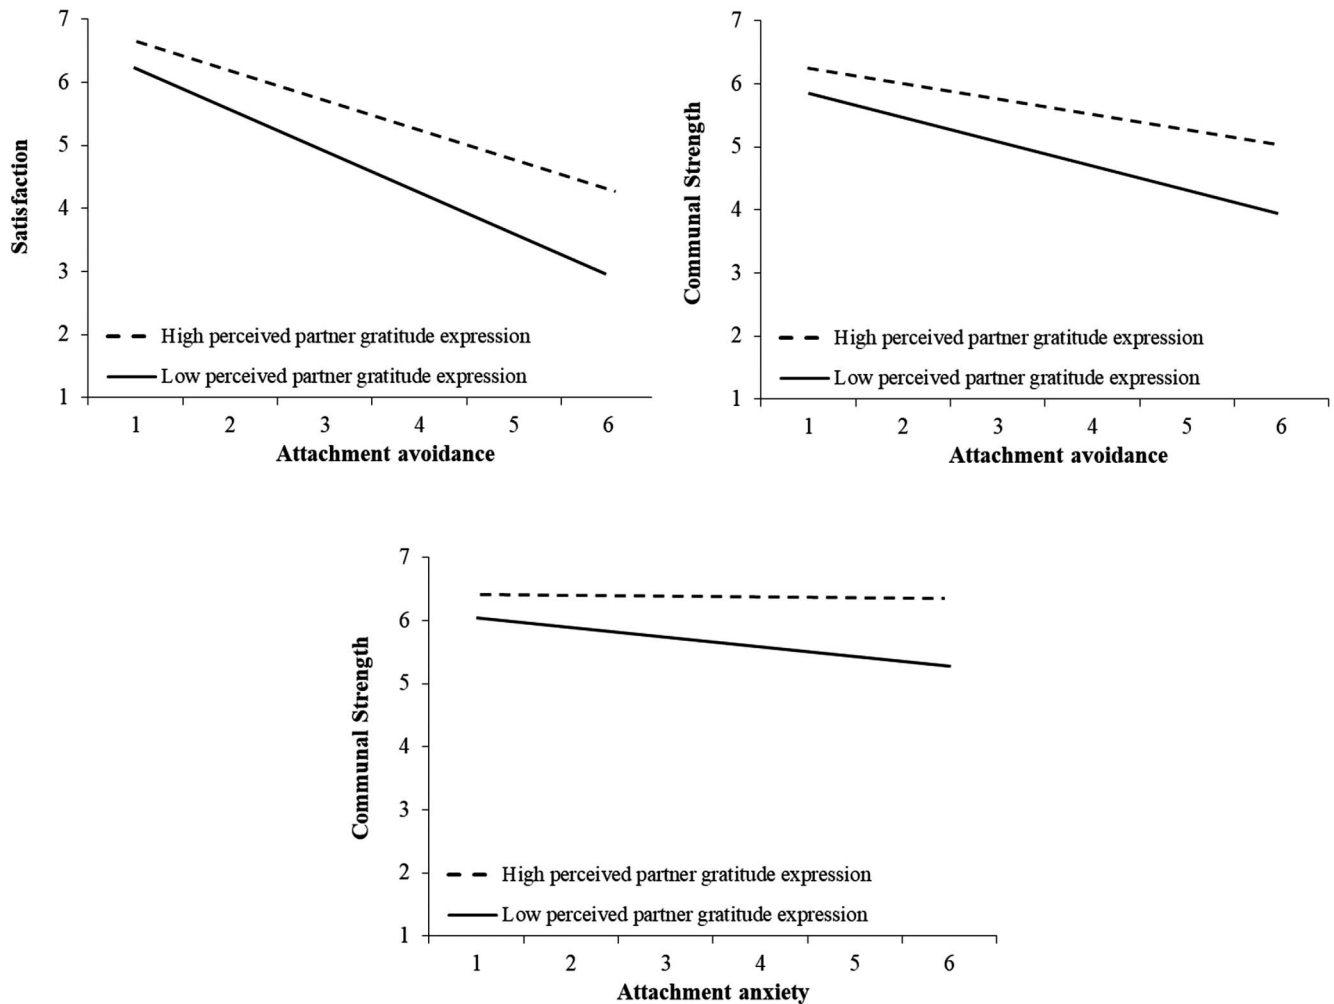 7
6
5
4
3
2
1
Satisfaction
High perceived partner gratitude expression
Low perceived partner gratitude expression
1 2 3 4 5 6
Attachment avoidance
7
6
5
4
3
2
1
Communal Strength
High perceived partner gratitude expression
Low perceived partner gratitude expression
1 2 3 4 5 6
Attachment avoidance
7
6
5
4
3
2
1
Communal Strength
High perceived partner gratitude expression
Low perceived partner gratitude expression
1 2 3 4 5 6
Attachment anxiety